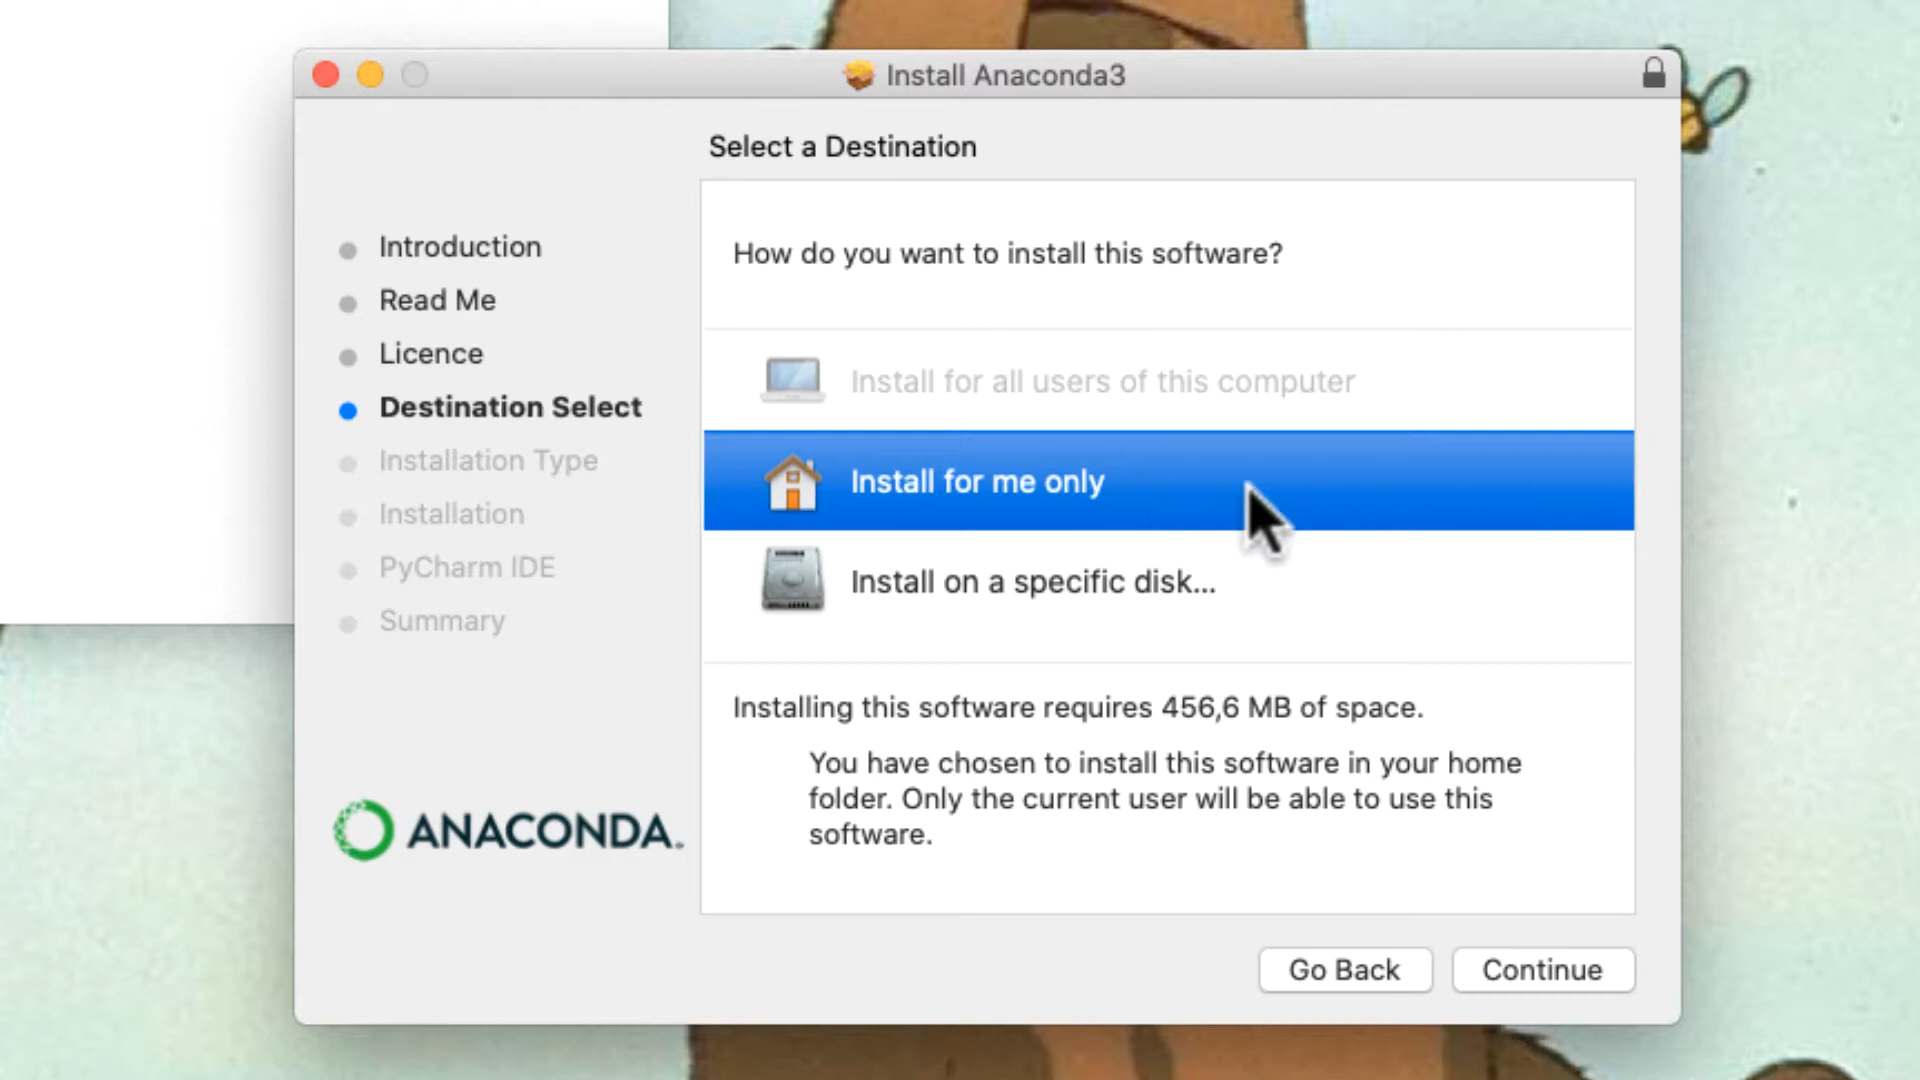 Install Anaconda3
Select a Destination
Introduction
Read Me
Licence
Destination Select
Installation Type
Installation
PyCharm IDE
Summary
ANACONDA.
How do you want to install this software?
Install for all users of this computer
Install for me only
Install on a specific disk...
Installing this software requires 456,6 MB of space.
You have chosen to install this software in your home
folder. Only the current user will be able to use this
software.
Go Back
Continue